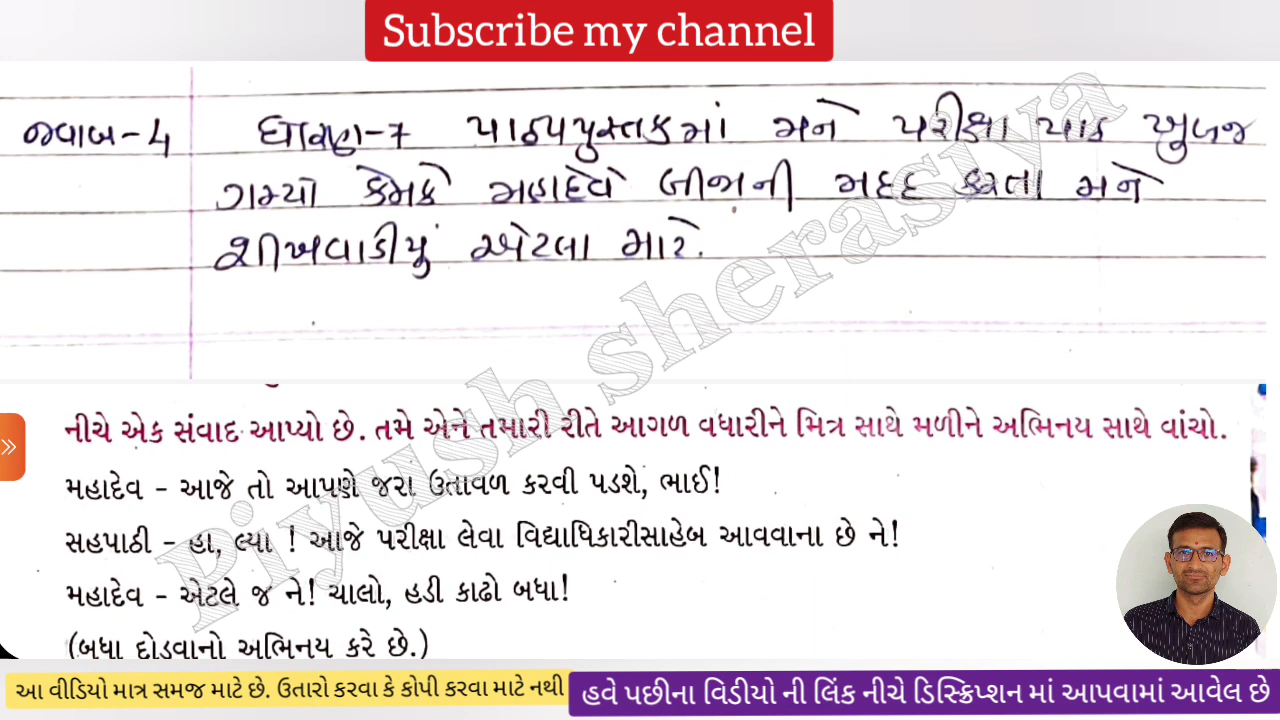 Subscribe my channel
જવાબ-4 ધોરણ-7 પાઠ્યપુસ્તકમાં મને પરીક્ષા પાઠ ખુબજ
ગમ્યો કેમકે મહાદેવે બીજાની મદદ કરતા મને
શીખવાડીયું એટલા માટે.
નીચે એક સંવાદ આપ્યો છે. તમે એને તમારી રીતે આગળ વધારીને મિત્ર સાથે મળીને અભિનય સાથે વાંચો.
મહાદેવ - આજે તો આપણે જરા ઉતાવળ કરવી પડશે, ભાઈ!
સહપાઠી - હા, લ્યા ! આજે પરીક્ષા લેવા વિદ્યાધિકારીસાહેબ આવવાના છે ને!
મહાદેવ - એટલે જ ને! ચાલો, હડી કાઢો બધા!
(બધા દોડવાનો અભિનય કરે છે.)
Piyush sherasiya
આ વીડિયો માત્ર સમજ માટે છે. ઉતારો કરવા કે કોપી કરવા માટે નથી
હવે પછીના વિડીયો ની લિંક નીચે ડિસ્ક્રિપ્શન માં આપવામાં આવેલ છે